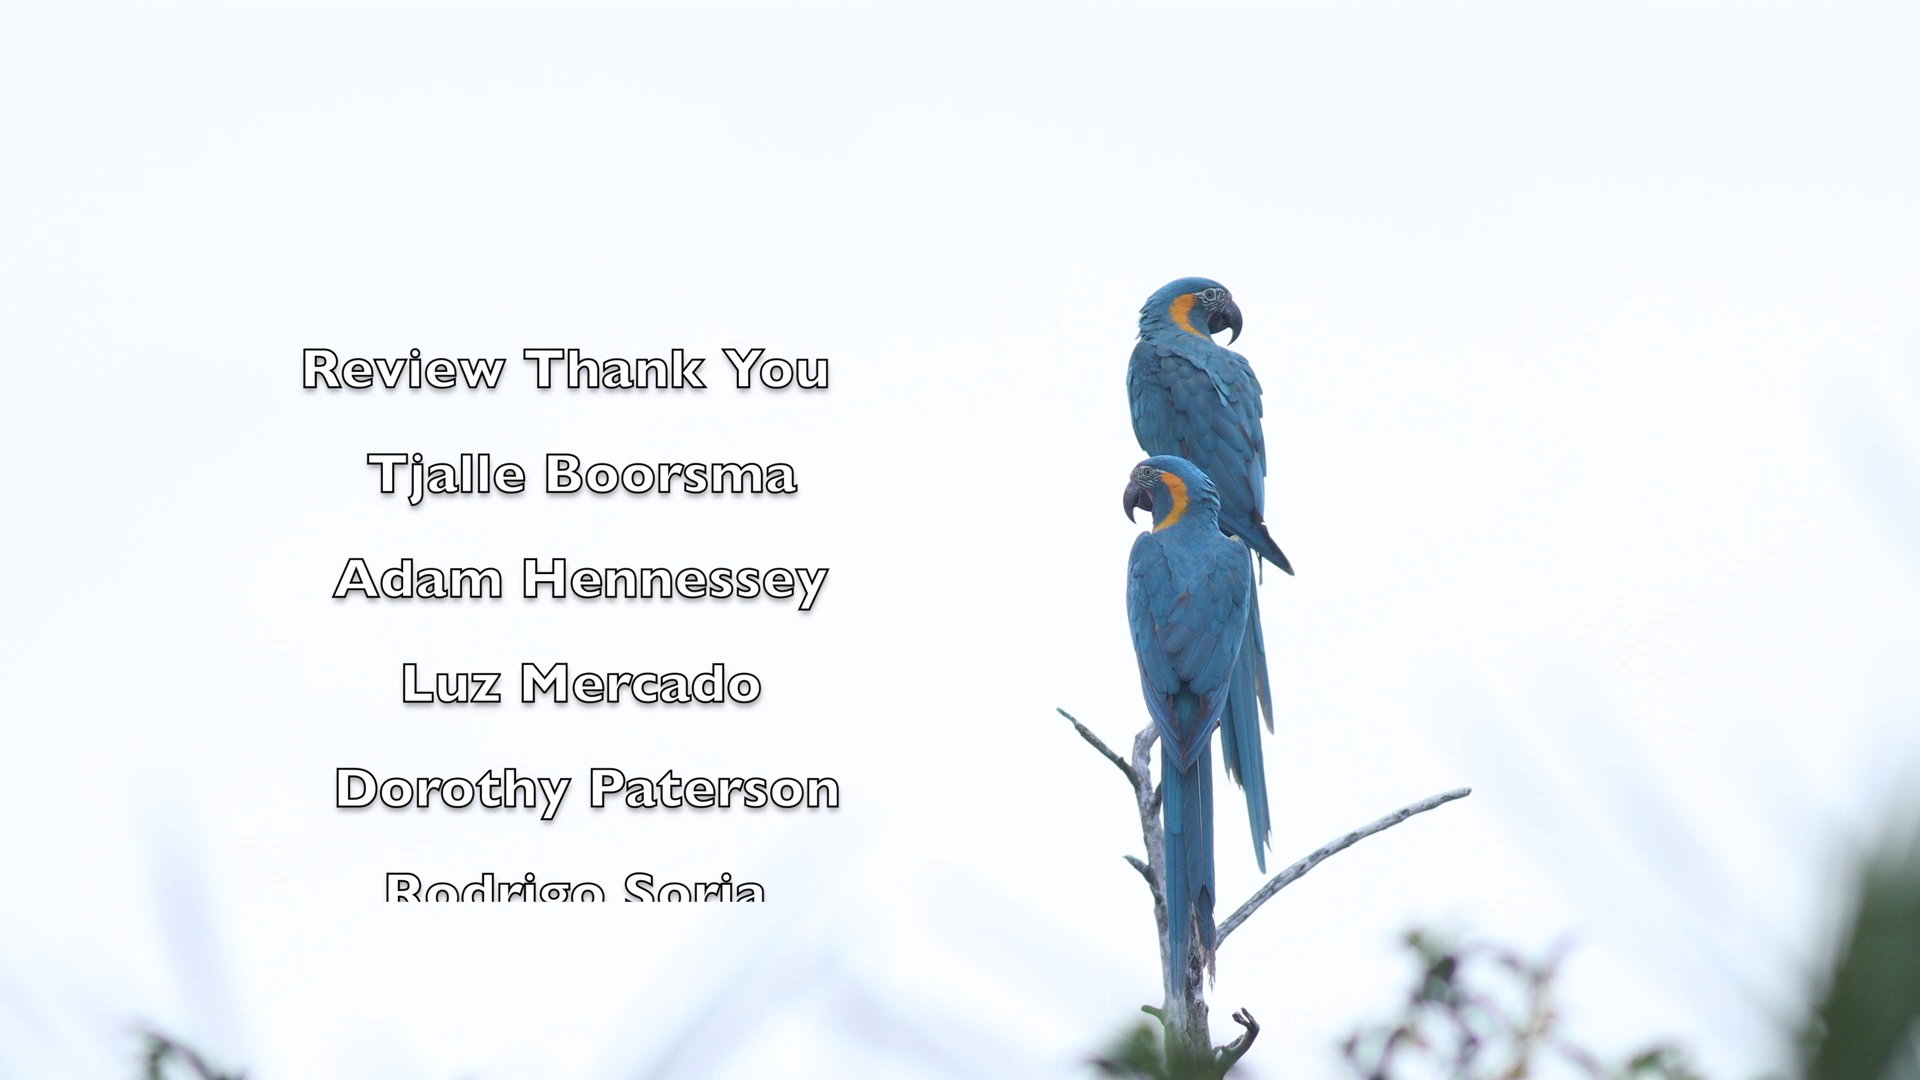 Review Thank You
Tjalle Boorsma
Adam Hennessey
Luz Mercado
Dorothy Paterson
Rodrigo Soria